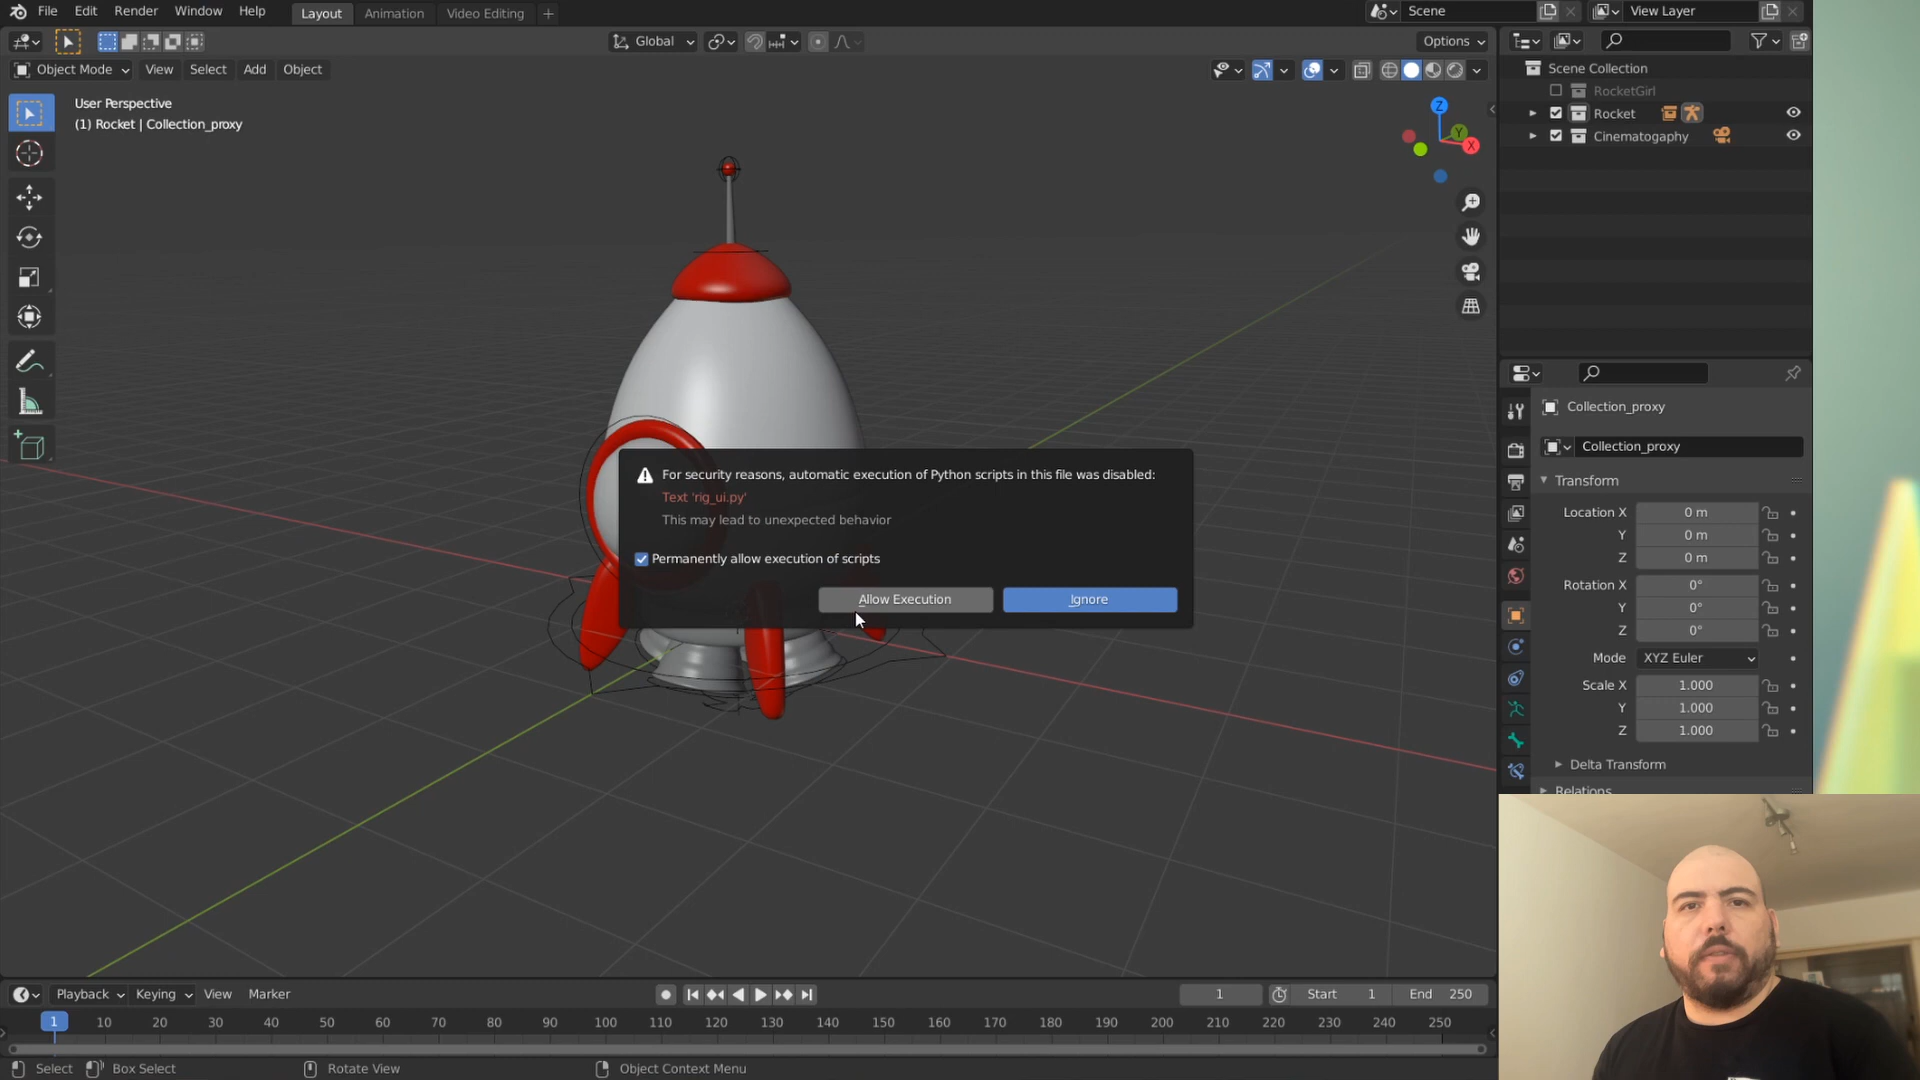 File Edit Render Window Help Layout Animation Video Editing + Scene View Layer
Global Options
Object Mode View Select Add Object
User Perspective
(1) Rocket | Collection_proxy
Z
Y
X
Scene Collection
RocketGirl
Rocket
Cinematogaphy
Collection_proxy
Collection_proxy
Transform
Location X 0 m
Y 0 m
Z 0 m
Rotation X 0°
Y 0°
Z 0°
Mode XYZ Euler
Scale X 1.000
Y 1.000
Z 1.000
Delta Transform
Relations
For security reasons, automatic execution of Python scripts in this file was disabled:
Text 'rig_ui.py'
This may lead to unexpected behavior
Permanently allow execution of scripts
Allow Execution Ignore
Playback Keying View Marker 1 Start 1 End 250
1 10 20 30 40 50 60 70 80 90 100 110 120 130 140 150 160 170 180 190 200 210 220 230 240 250
Select Box Select Rotate View Object Context Menu